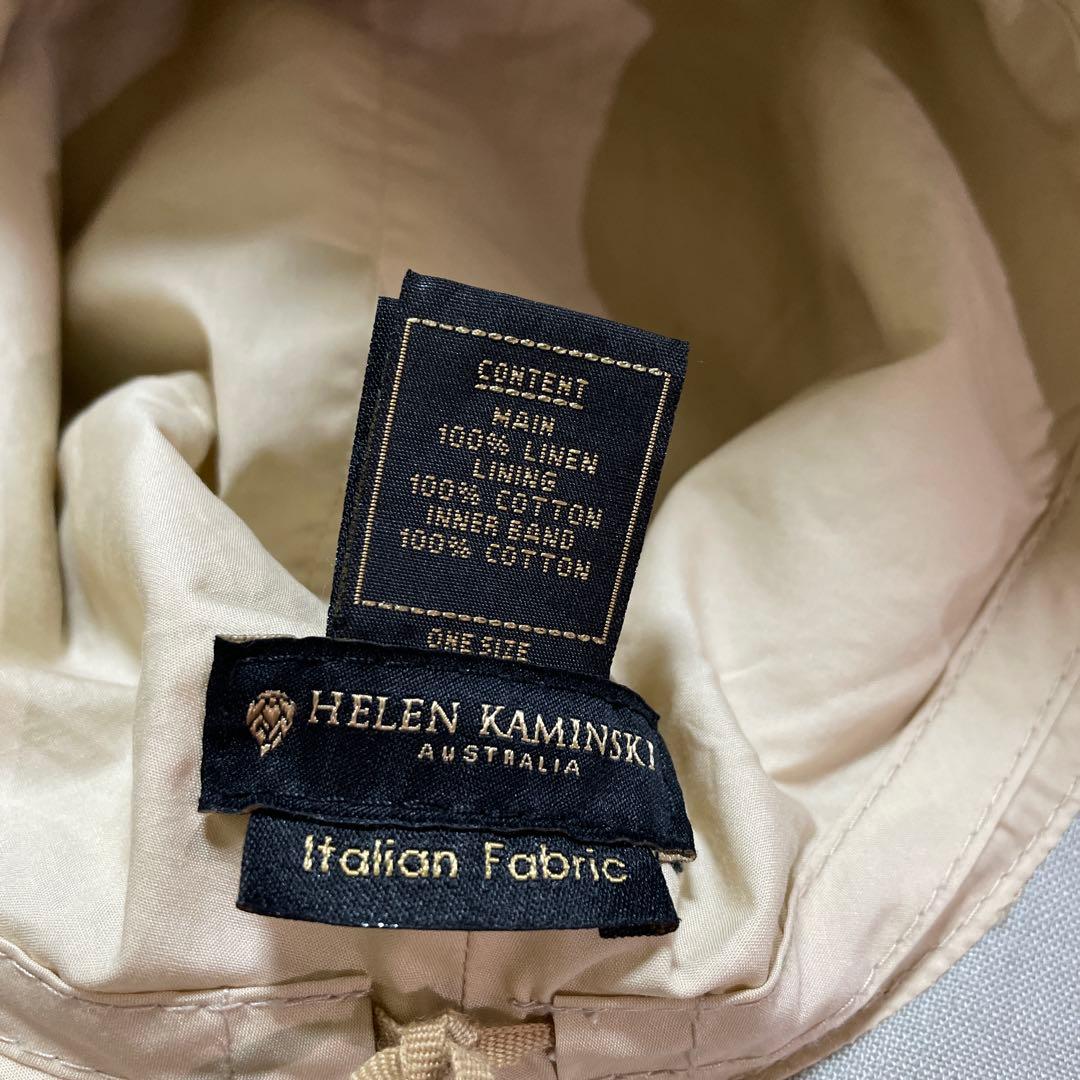 CONTENT
MAIN
100% LINEN
LINING
100% COTTON
INNER BAND
100% COTTON
ONE SIZE
HELEN KAMINSKI
AUSTRALIA
Italian Fabric